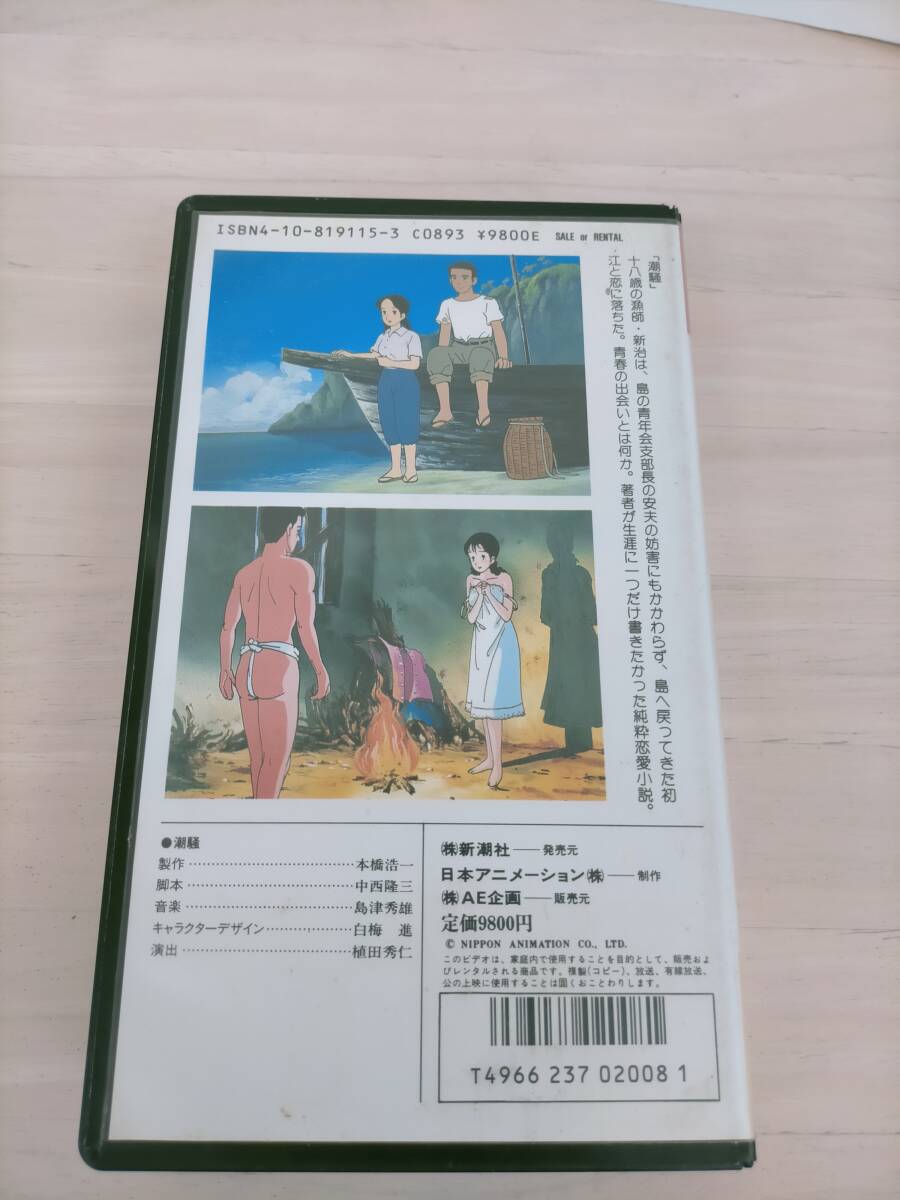 ISBN4-10-819115-3 C0893 ¥9800E SALE or RENTAL
「潮騒」
十八歳の漁師・新治は、島の青年会支部長の安夫の妨害にもかかわらず、島へ戻ってきた初
江と恋に落ちた。青春の出会いとは何か。著者が生涯に一つだけ書きたかった純粋恋愛小説。
●潮騒
製作 本橋浩一
脚本 中西隆三
音楽 島津秀雄
キャラクターデザイン 白梅 進
演出 植田秀仁
㈱新潮社──発売元
日本アニメーション㈱──制作
㈱AE企画──販売元
定価9800円
© NIPPON ANIMATION CO., LTD.
このビデオは、家庭内で使用することを目的として、販売およ
びレンタルされる商品です。複製(コピー)、放送、有線放送、
公の上映に使用することは固くおことわりします。
T4966 237 02008 1